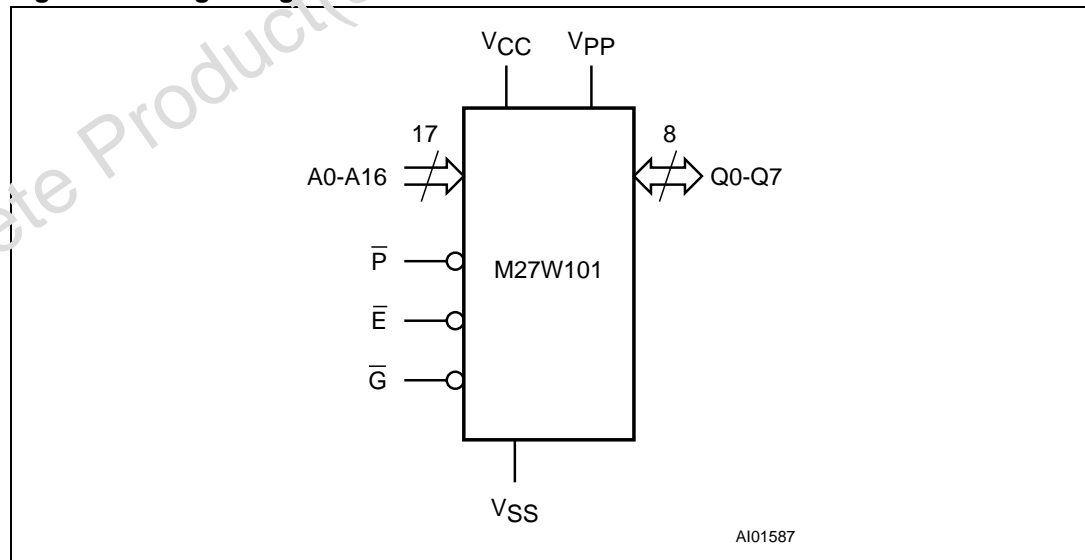 VCC VPP
17 8
A0-A16 Q0-Q7
P̅
M27W101
E̅
G̅
VSS
AI01587